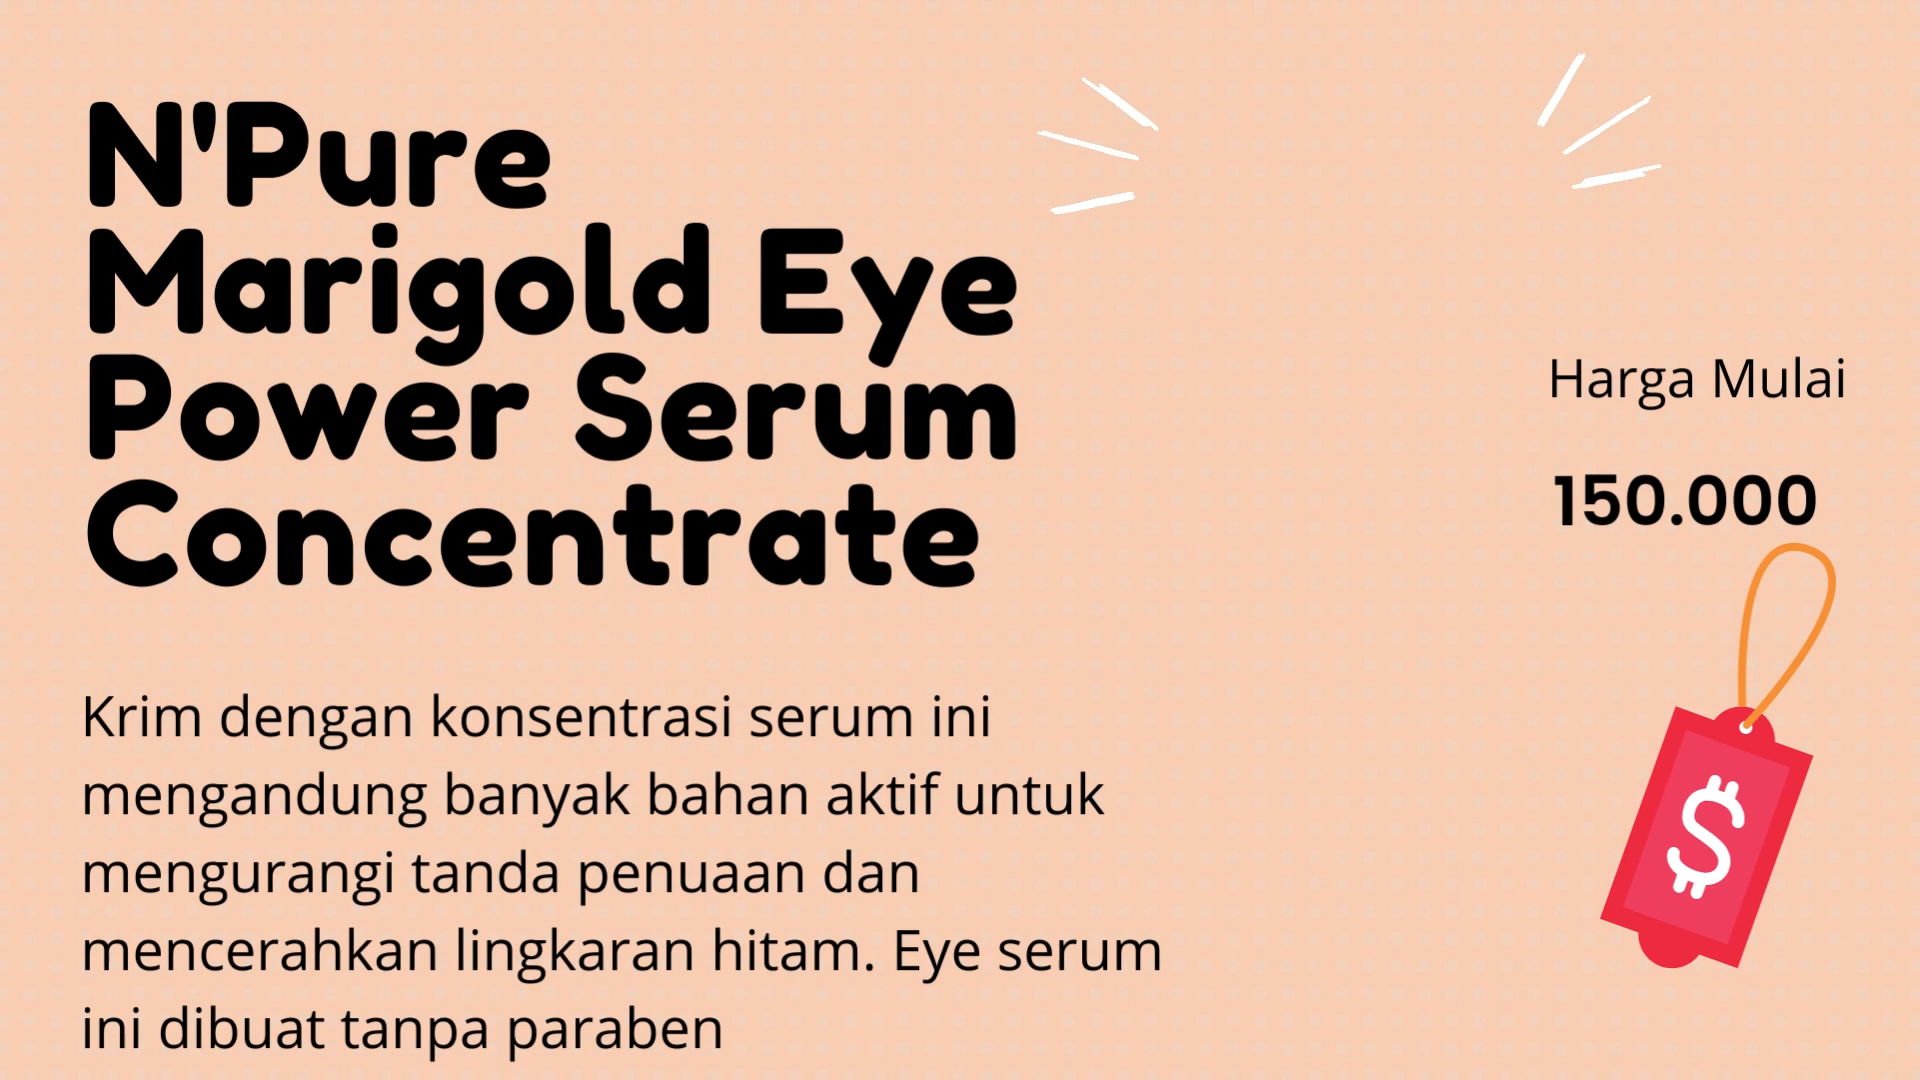 N'Pure
Marigold Eye
Power Serum
Concentrate
Harga Mulai
150.000
$
Krim dengan konsentrasi serum ini
mengandung banyak bahan aktif untuk
mengurangi tanda penuaan dan
mencerahkan lingkaran hitam. Eye serum
ini dibuat tanpa paraben